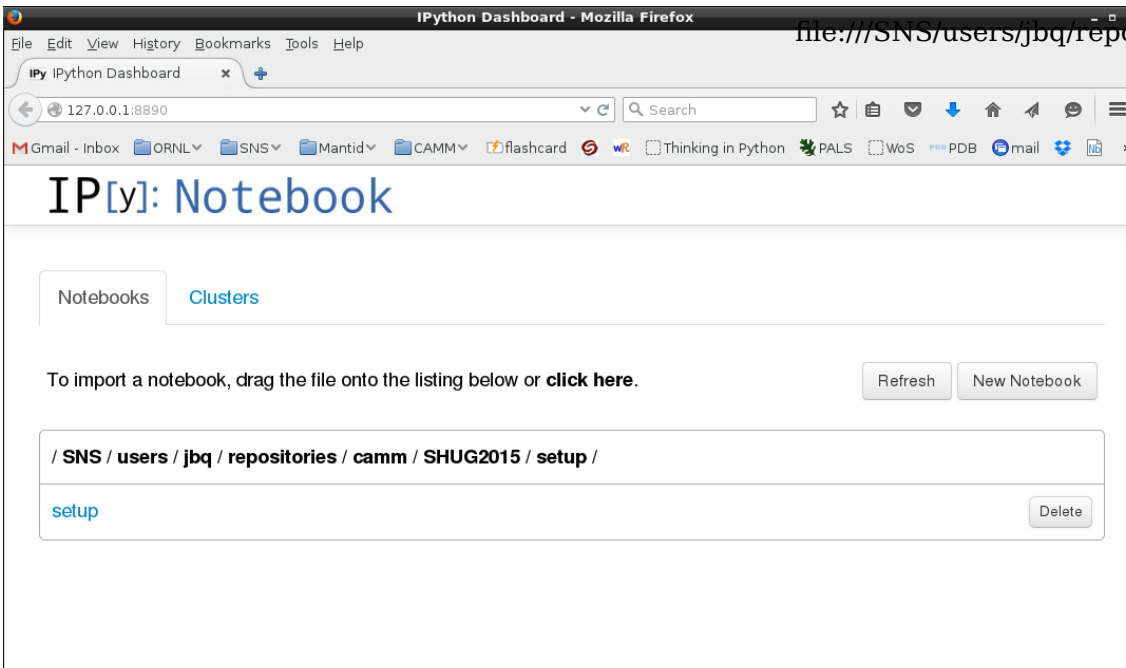 IPython Dashboard - Mozilla Firefox
file:///SNS/users/jbq/repo
File Edit View History Bookmarks Tools Help
IPy IPython Dashboard
127.0.0.1:8890 Search
Gmail - Inbox ORNL SNS Mantid CAMM flashcard wR Thinking in Python PALS WoS PDB PDB mail Nb
IP[y]: Notebook
Notebooks Clusters
To import a notebook, drag the file onto the listing below or click here. Refresh New Notebook
/ SNS / users / jbq / repositories / camm / SHUG2015 / setup /
setup Delete